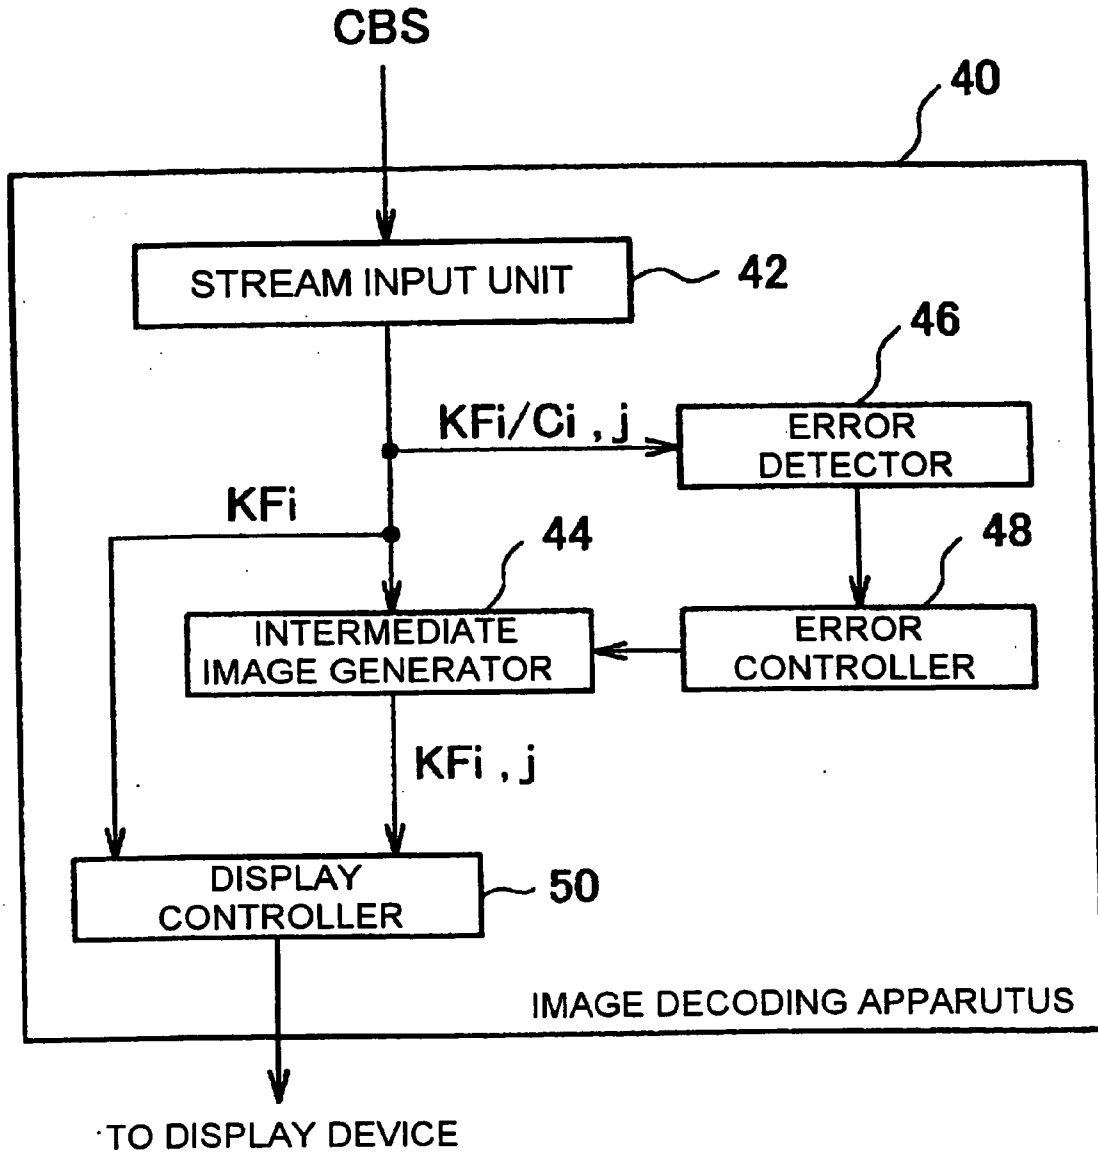 CBS
40
STREAM INPUT UNIT
42
46
KFi/Ci , j
ERROR
DETECTOR
KFi
44
48
INTERMEDIATE
IMAGE GENERATOR
ERROR
CONTROLLER
KFi , j
DISPLAY
CONTROLLER
50
IMAGE DECODING APPARUTUS
TO DISPLAY DEVICE